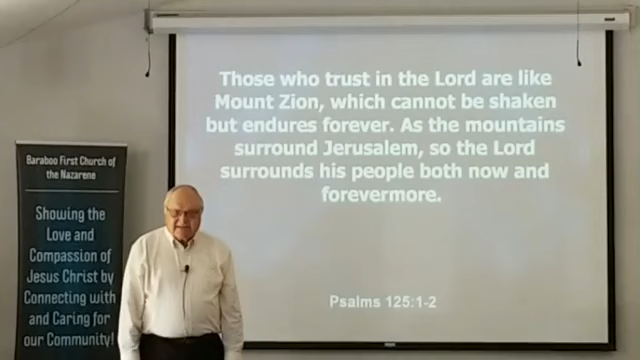 Those who trust in the Lord are like
Mount Zion, which cannot be shaken
but endures forever. As the mountains
surround Jerusalem, so the Lord
surrounds his people both now and
forevermore.
Psalms 125:1-2
Baraboo First Church of
the Nazarene
Showing the
Love and
Compassion of
Jesus Christ by
Connecting with
and Caring for
our Community!